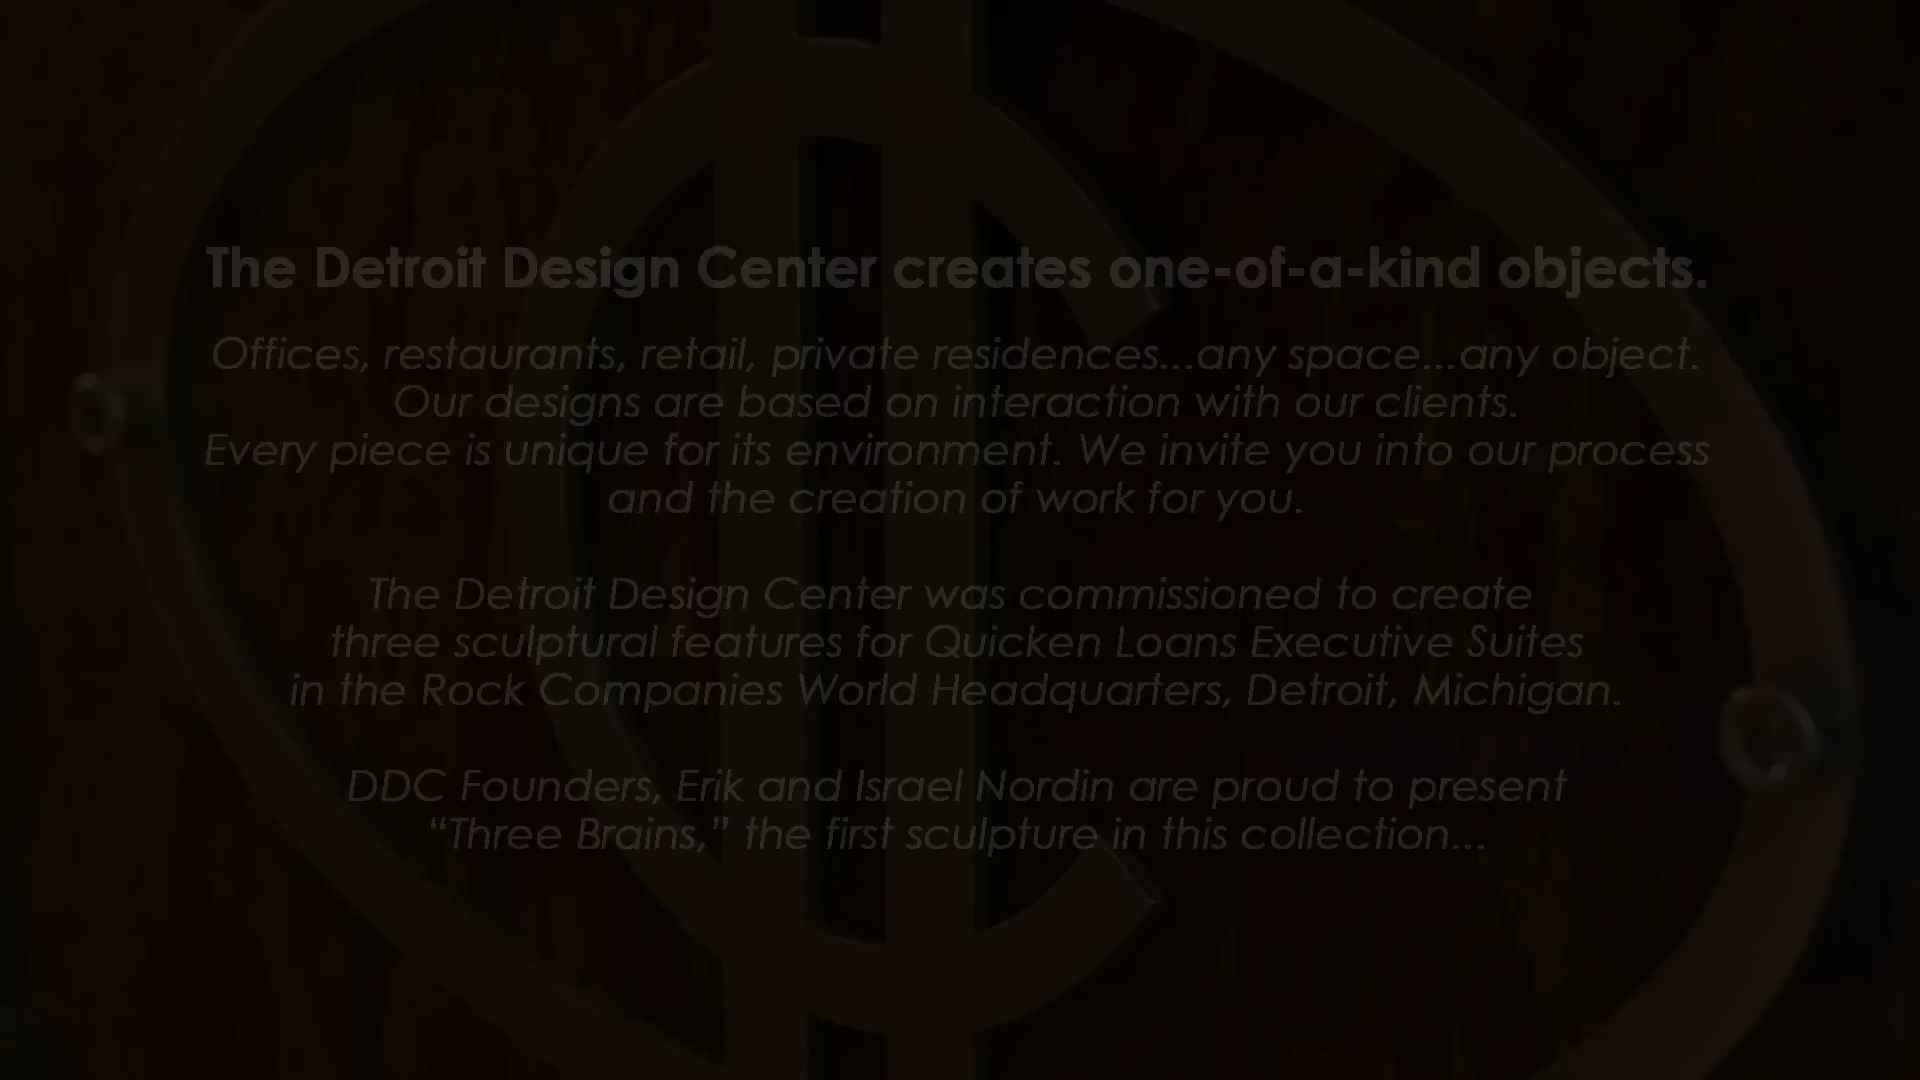 The Detroit Design Center creates one-of-a-kind objects.
Offices, restaurants, retail, private residences...any space...any object.
Our designs are based on interaction with our clients.
Every piece is unique for its environment. We invite you into our process
and the creation of work for you.
The Detroit Design Center was commissioned to create
three sculptural features for Quicken Loans Executive Suites
in the Rock Companies World Headquarters, Detroit, Michigan.
DDC Founders, Erik and Israel Nordin are proud to present
“Three Brains,” the first sculpture in this collection...